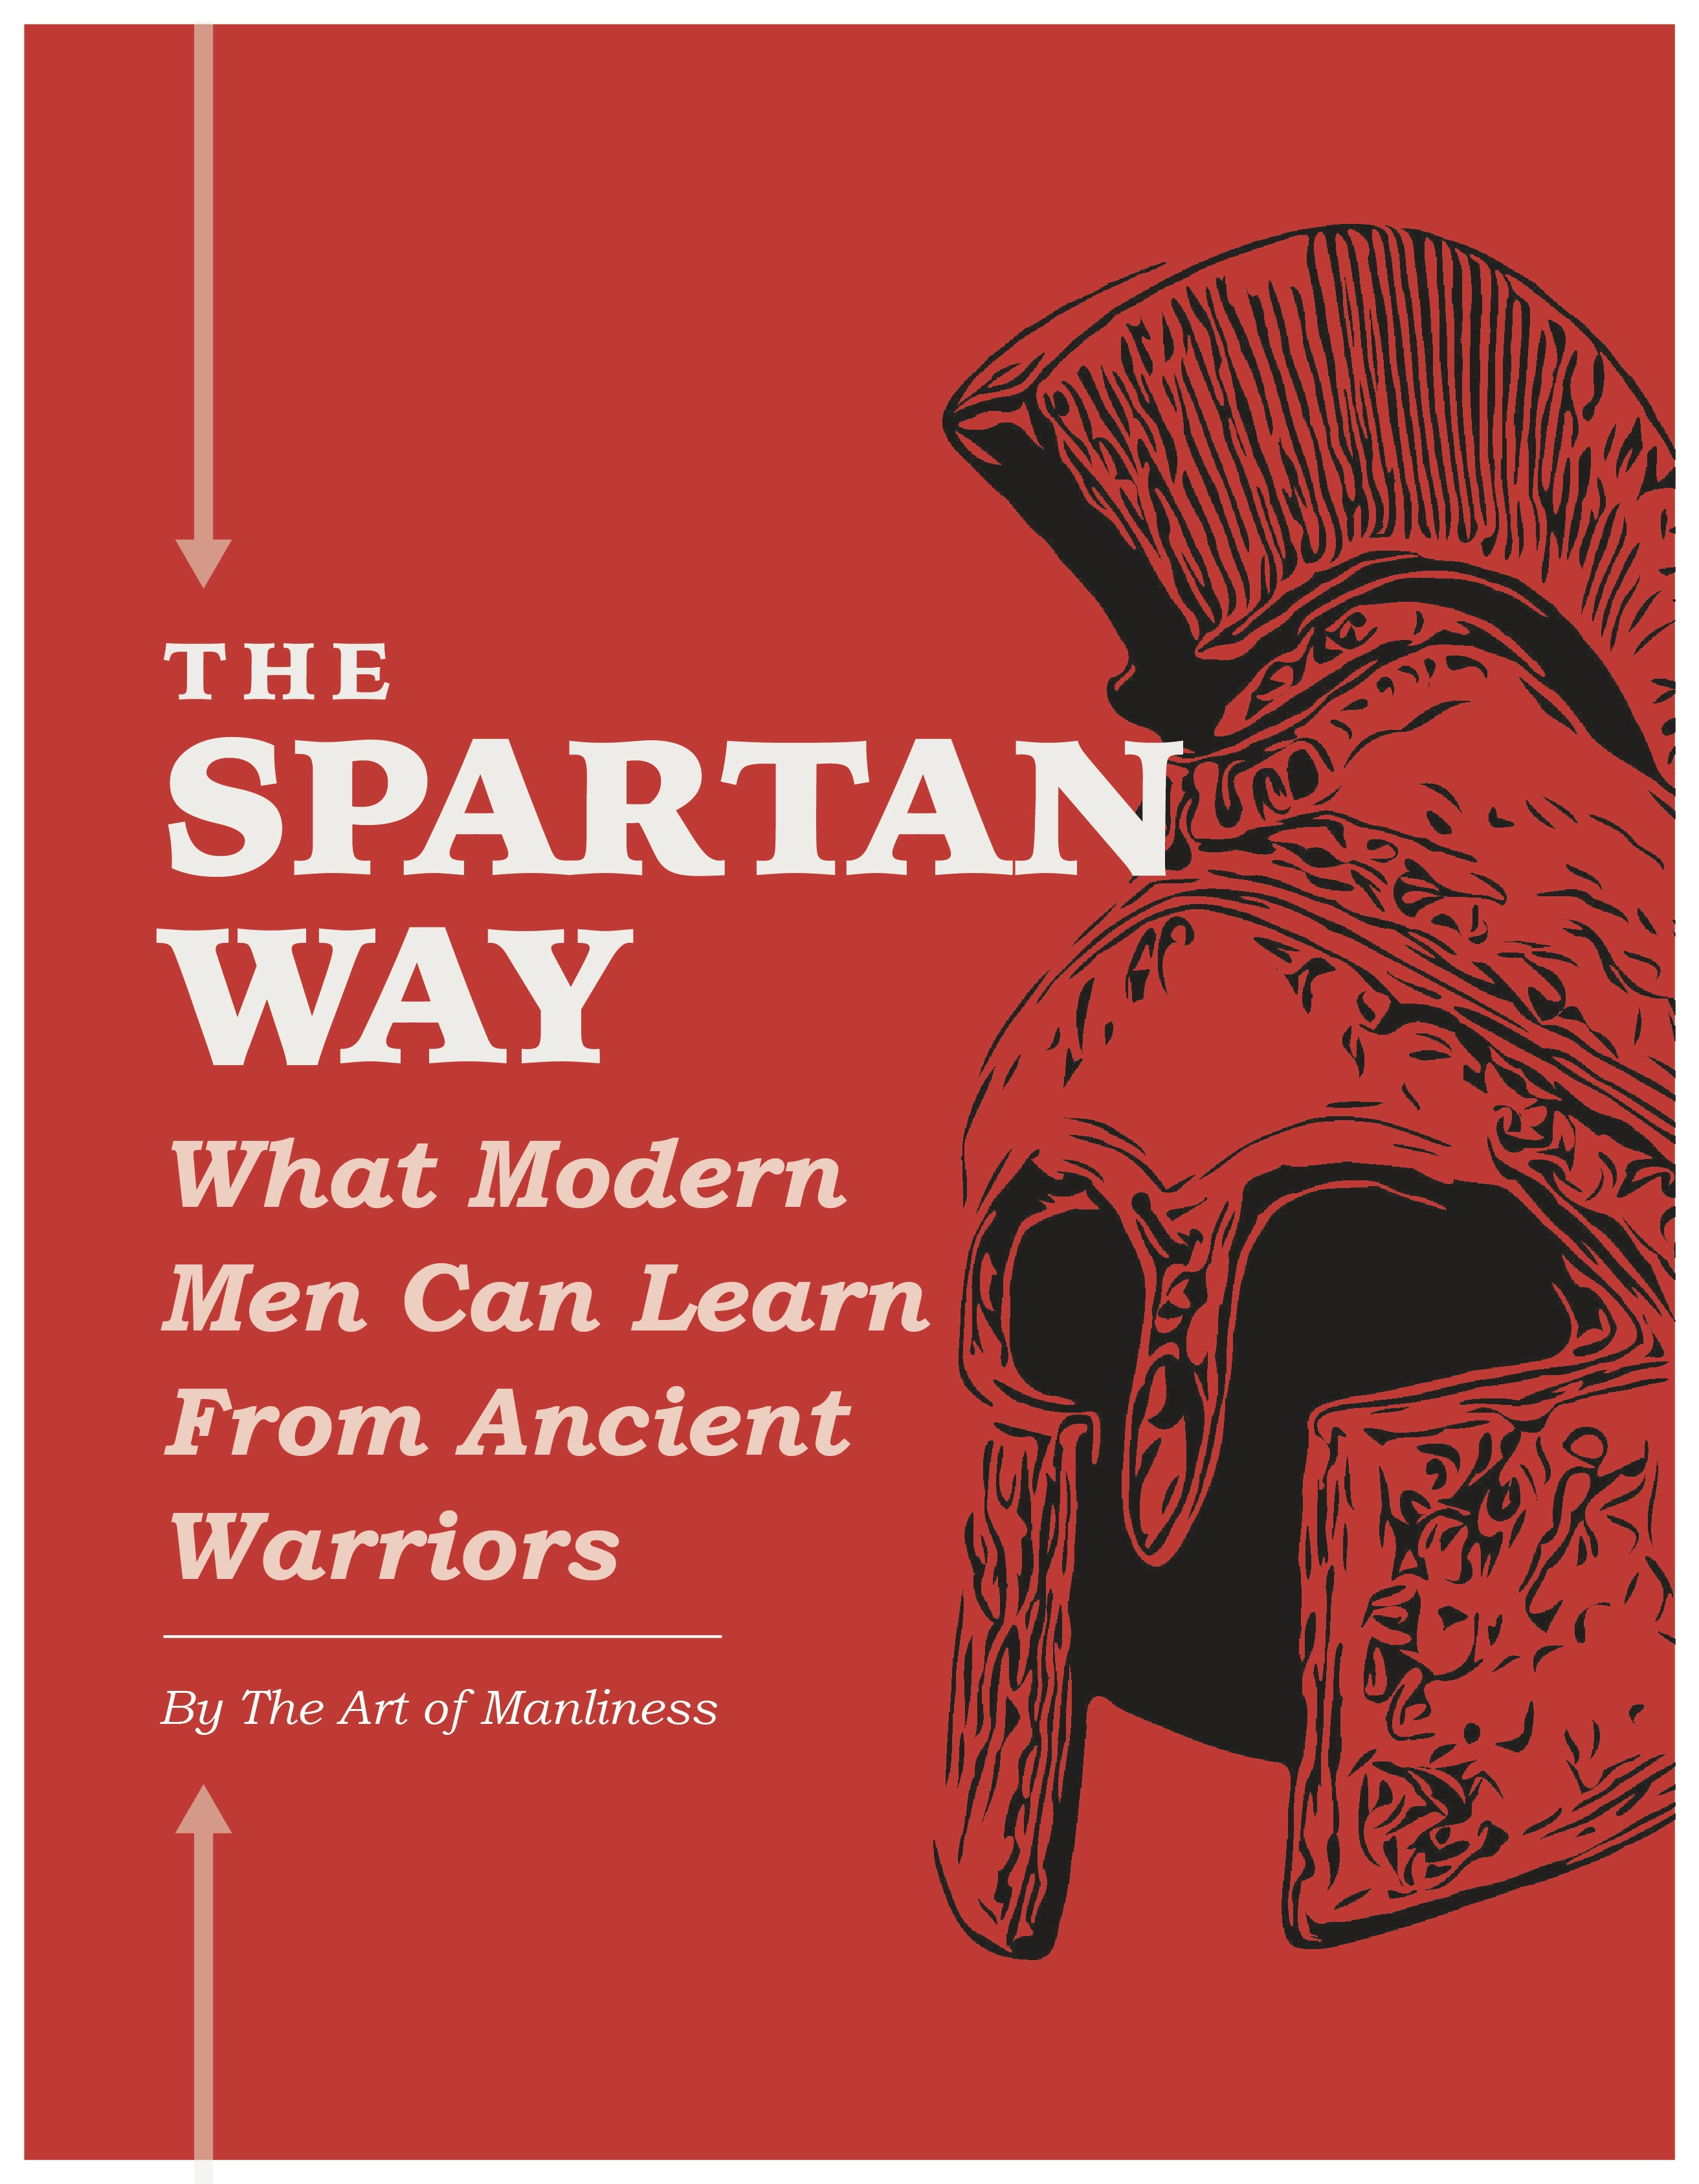 THE
SPARTAN
WAY
What Modern
Men Can Learn
From Ancient
Warriors
By The Art of Manliness